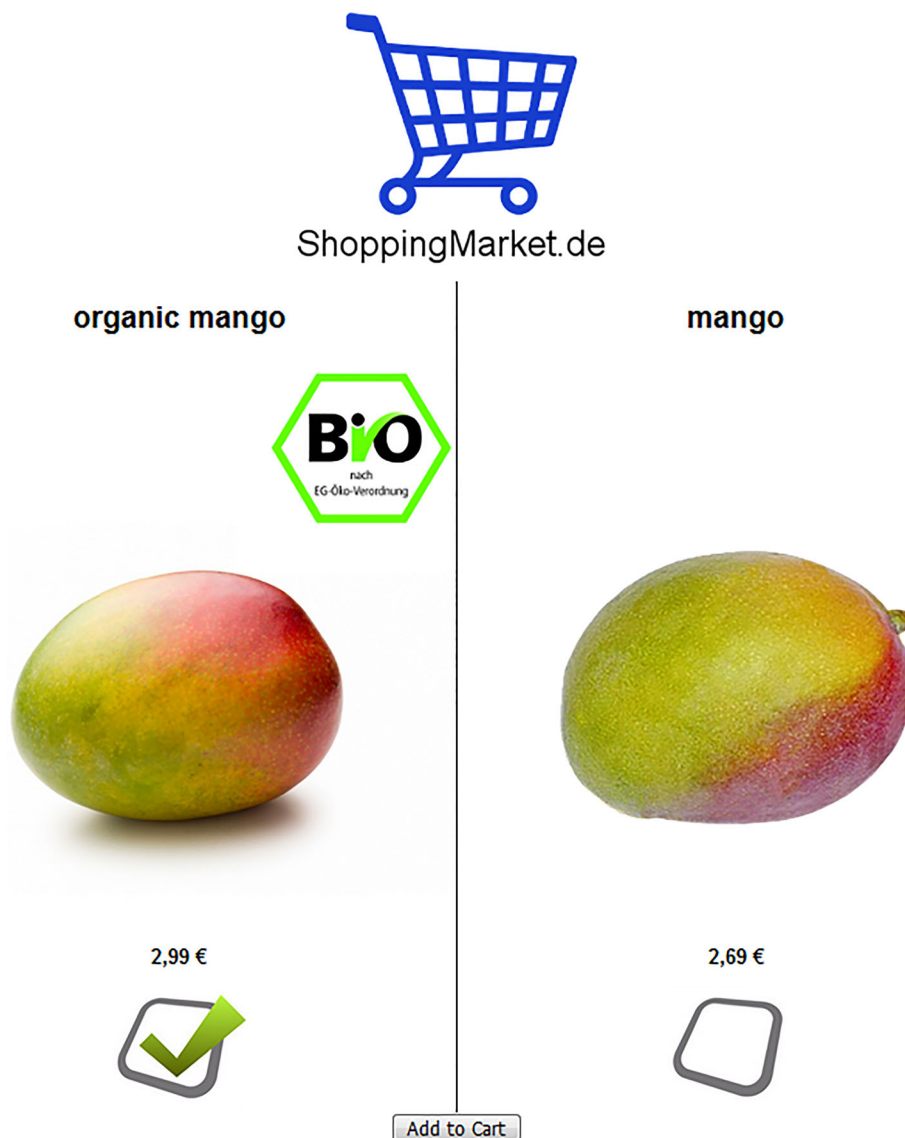 ShoppingMarket.de
organic mango
mango
BiO
nach
EG-Öko-Verordnung
2,99 €
2,69 €
Add to Cart